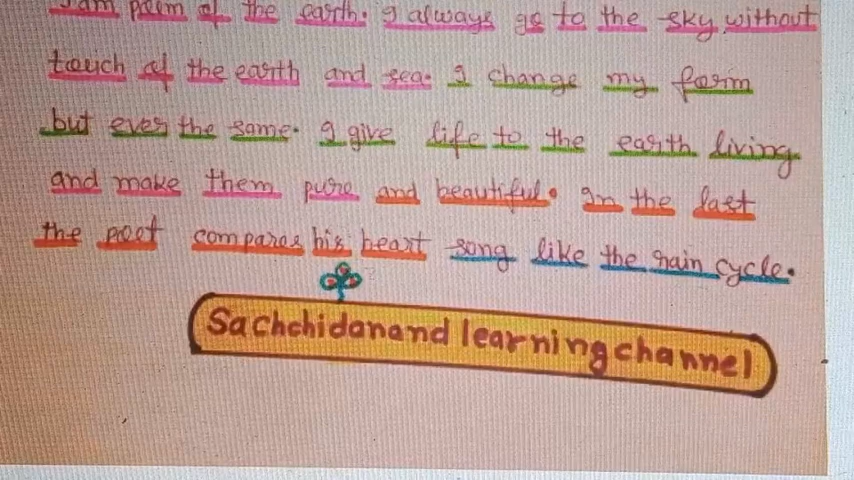 I am poem of the earth. I always go to the sky without
touch of the earth and sea. I change my form
but ever the same. I give life to the earth living
and make them pure and beautiful. In the last
the poet compares his heart song like the rain cycle.
Sachchidanand learning channel